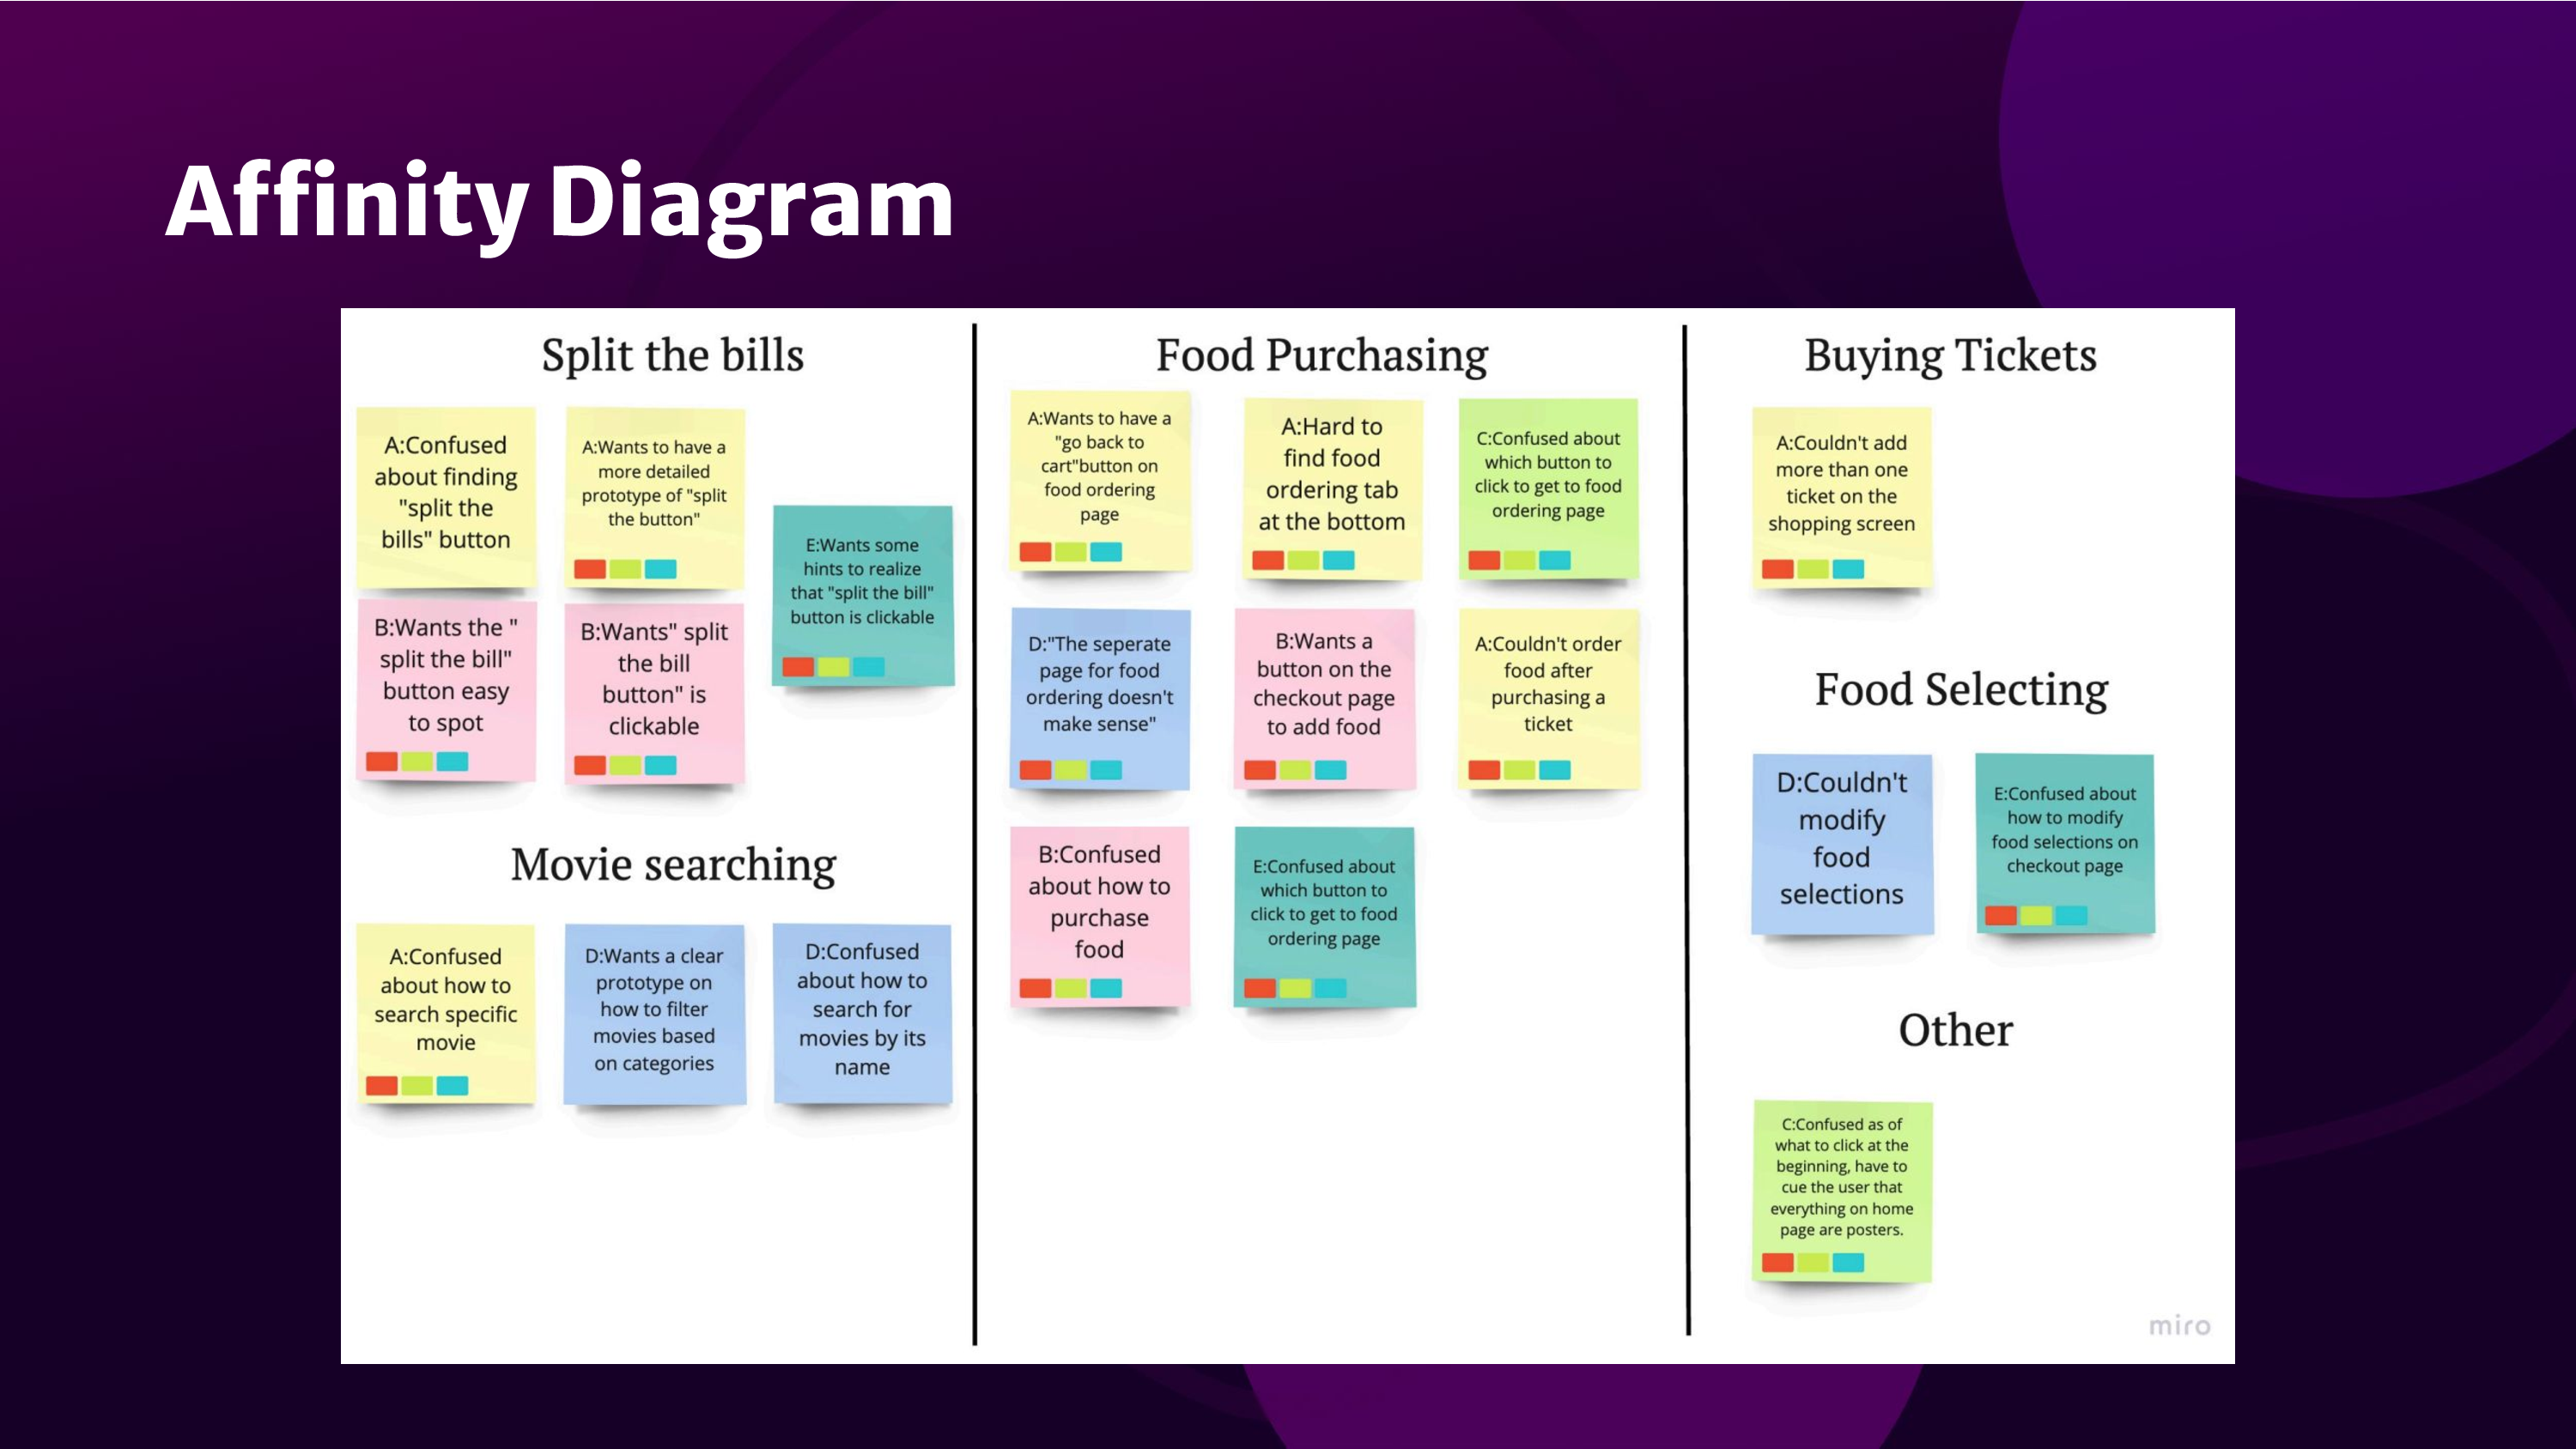 Affinity Diagram
Split the bills
A:Confused
about finding
"split the
bills" button
A:Wants to have a
more detailed
prototype of "split
the button"
E:Wants some
hints to realize
that "split the bill"
button is clickable
B:Wants the "
split the bill"
button easy
to spot
B:Wants" split
the bill
button" is
clickable
Movie searching
A:Confused
about how to
search specific
movie
D:Wants a clear
prototype on
how to filter
movies based
on categories
D:Confused
about how to
search for
movies by its
name
Food Purchasing
A:Wants to have a
"go back to
cart"button on
food ordering
page
A:Hard to
find food
ordering tab
at the bottom
C:Confused about
which button to
click to get to food
ordering page
D:"The seperate
page for food
ordering doesn't
make sense"
B:Wants a
button on the
checkout page
to add food
A:Couldn't order
food after
purchasing a
ticket
B:Confused
about how to
purchase
food
E:Confused about
which button to
click to get to food
ordering page
Buying Tickets
A:Couldn't add
more than one
ticket on the
shopping screen
Food Selecting
D:Couldn't
modify
food
selections
E:Confused about
how to modify
food selections on
checkout page
Other
C:Confused as of
what to click at the
beginning, have to
cue the user that
everything on home
page are posters.
miro